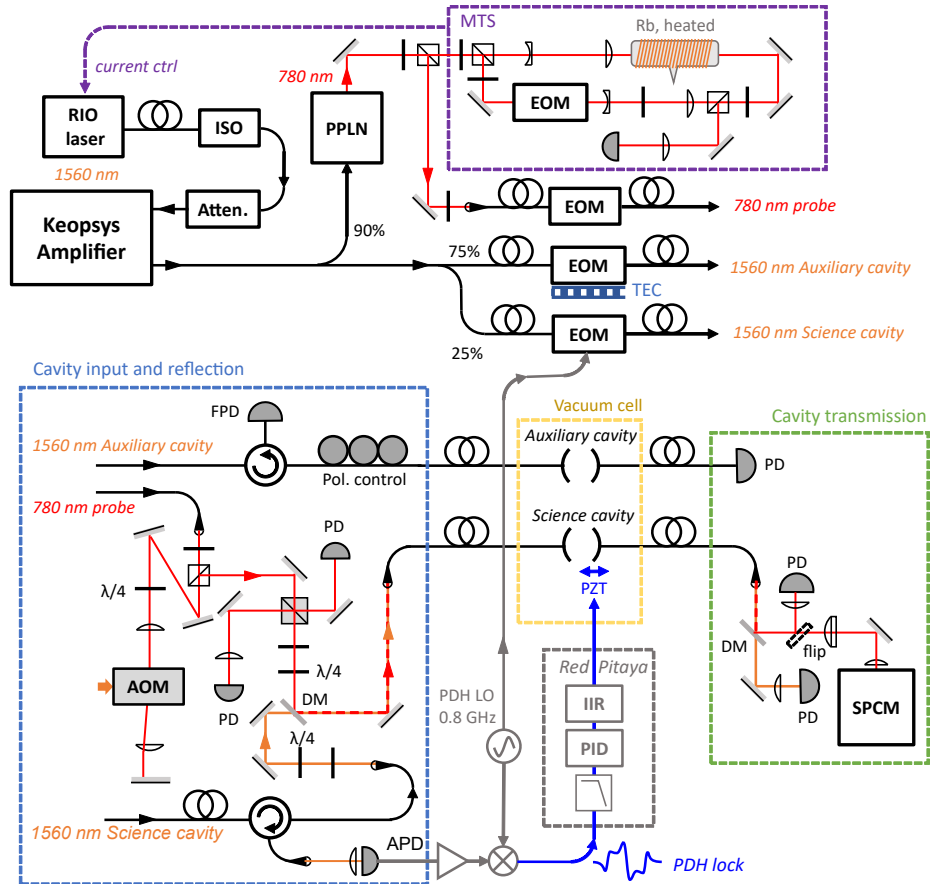 MTS
Rb, heated
current ctrl
780 nm
RIO
laser
ISO
PPLN
EOM
1560 nm
Atten.
Keopsys
Amplifier
90%
EOM
780 nm probe
75%
EOM
1560 nm Auxiliary cavity
TEC
EOM
1560 nm Science cavity
25%
Cavity input and reflection
FPD
Vacuum cell
Cavity transmission
1560 nm Auxiliary cavity
Auxiliary cavity
Pol. control
PD
780 nm probe
Science cavity
PD
λ/4
PZT
PD
λ/4
DM
flip
Red Pitaya
AOM
PD
DM
PDH LO
0.8 GHz
IIR
PD
SPCM
λ/4
PID
1560 nm Science cavity
APD
PDH lock